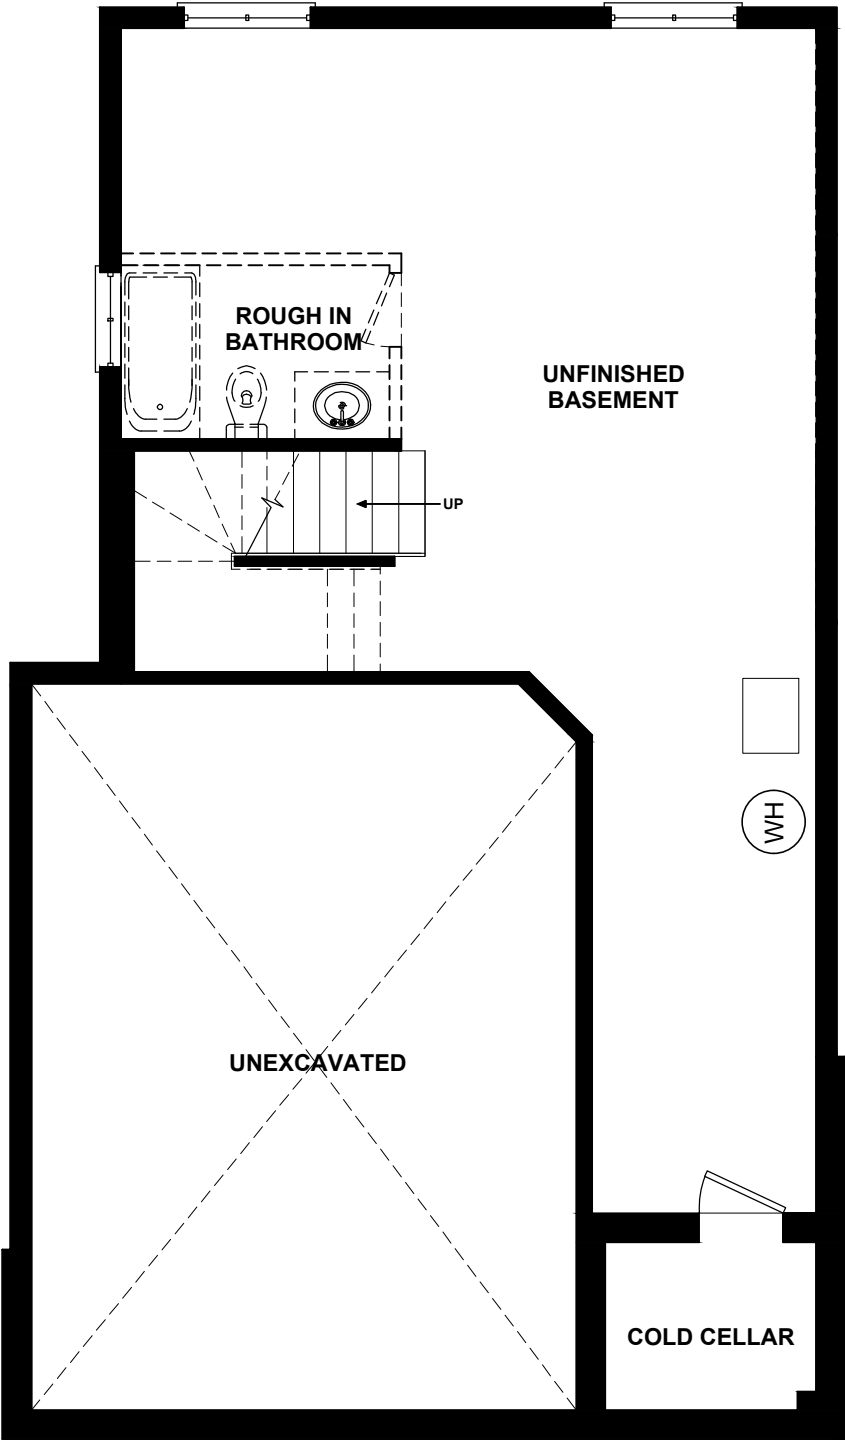 ROUGH IN
BATHROOM
UNFINISHED
BASEMENT
UP
WH
UNEXCAVATED
COLD CELLAR